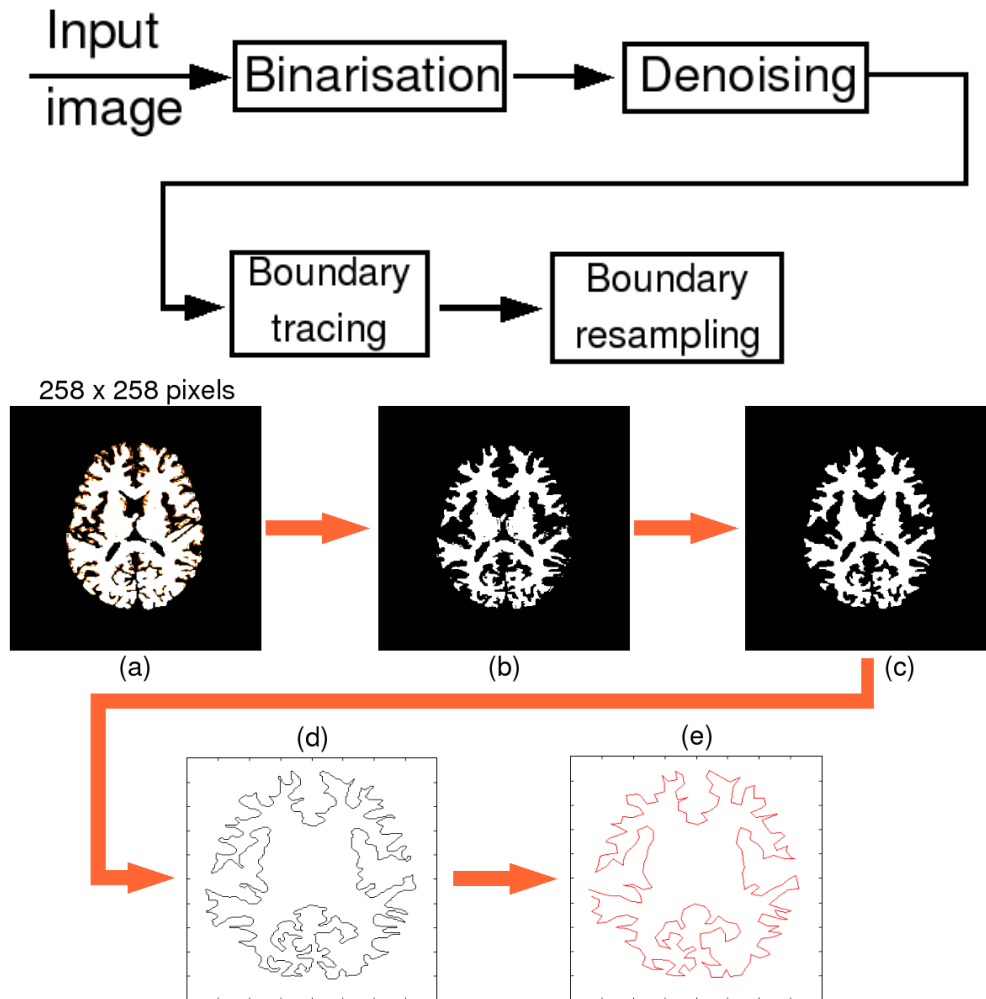 Input
image
Binarisation
Denoising
Boundary
tracing
Boundary
resampling
258 x 258 pixels
(a)
(b)
(c)
(d)
(e)